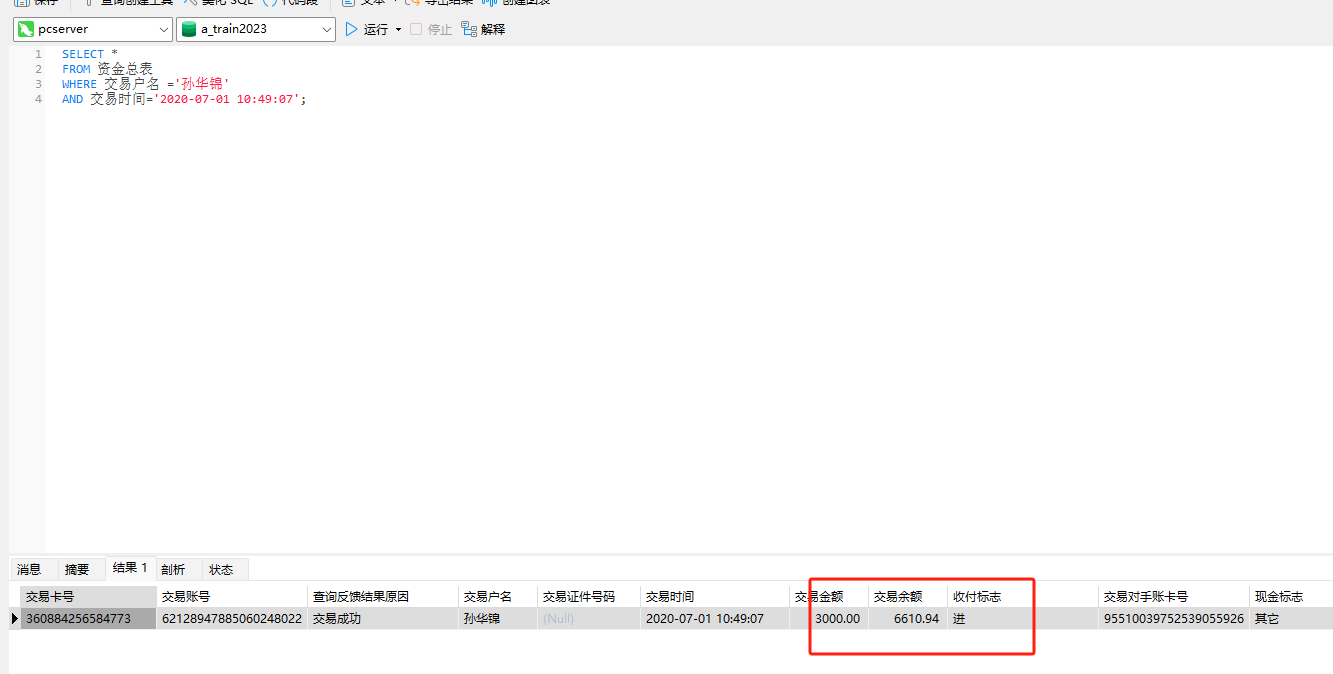 保存 查询创建工具 美化 SQL 代码段 文本 导出结果 创建图表
pcserver a_train2023 运行 停止 解释
1 SELECT *
2 FROM 资金总表
3 WHERE 交易户名 ='孙华锦'
4 AND 交易时间='2020-07-01 10:49:07';
消息 摘要 结果 1 剖析 状态
交易卡号 交易账号 查询反馈结果原因 交易户名 交易证件号码 交易时间 交易金额 交易余额 收付标志 交易对手账卡号 现金标志
360884256584773 62128947885060248022 交易成功 孙华锦 (Null) 2020-07-01 10:49:07 3000.00 6610.94 进 95510039752539055926 其它